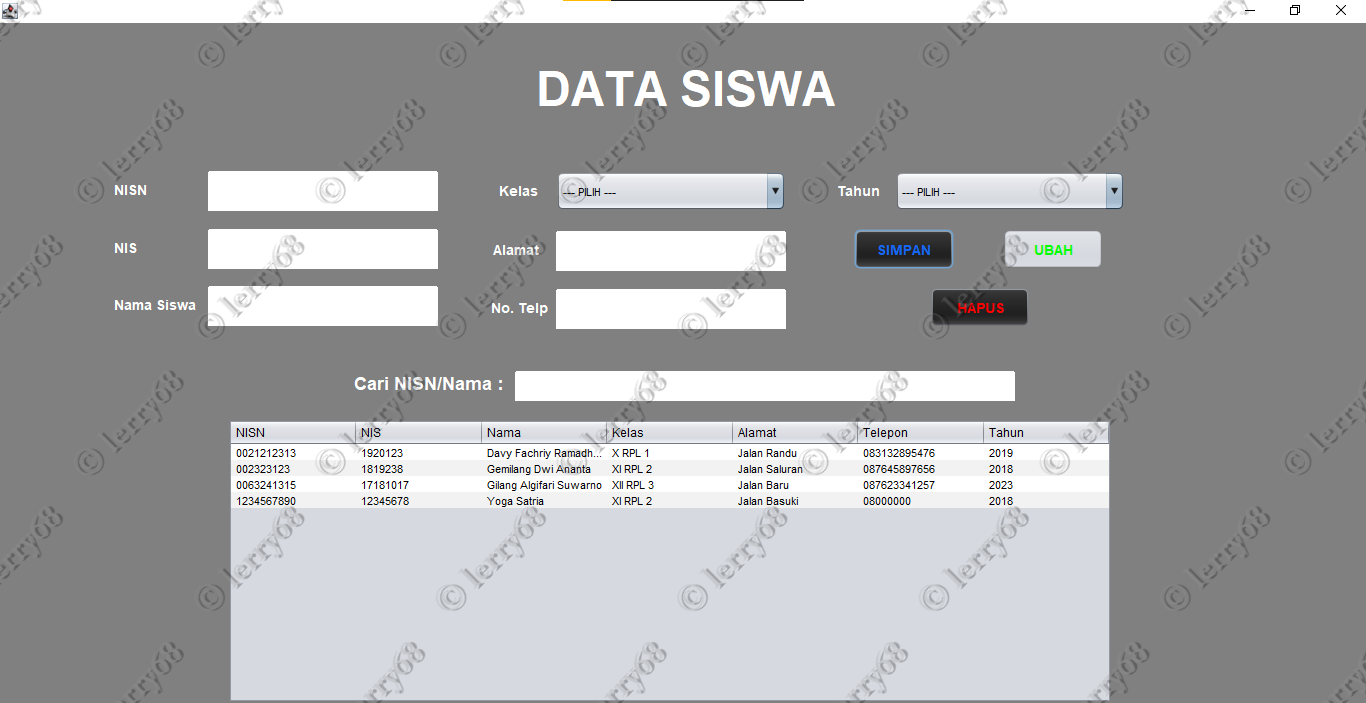 DATA SISWA
NISN
Kelas
--- PILIH ---
Tahun
--- PILIH ---
NIS
Alamat
SIMPAN
UBAH
Nama Siswa
No. Telp
HAPUS
Cari NISN/Nama :
NISN NIS Nama Kelas Alamat Telepon Tahun
0021212313 1920123 Davy Fachriy Ramadh... X RPL 1 Jalan Randu 083132895476 2019
002323123 1819238 Gemilang Dwi Ananta XI RPL 2 Jalan Saluran 087645897656 2018
0063241315 17181017 Gilang Algifari Suwarno XII RPL 3 Jalan Baru 087623341257 2023
1234567890 12345678 Yoga Satria XI RPL 2 Jalan Basuki 08000000 2018
© lerry68